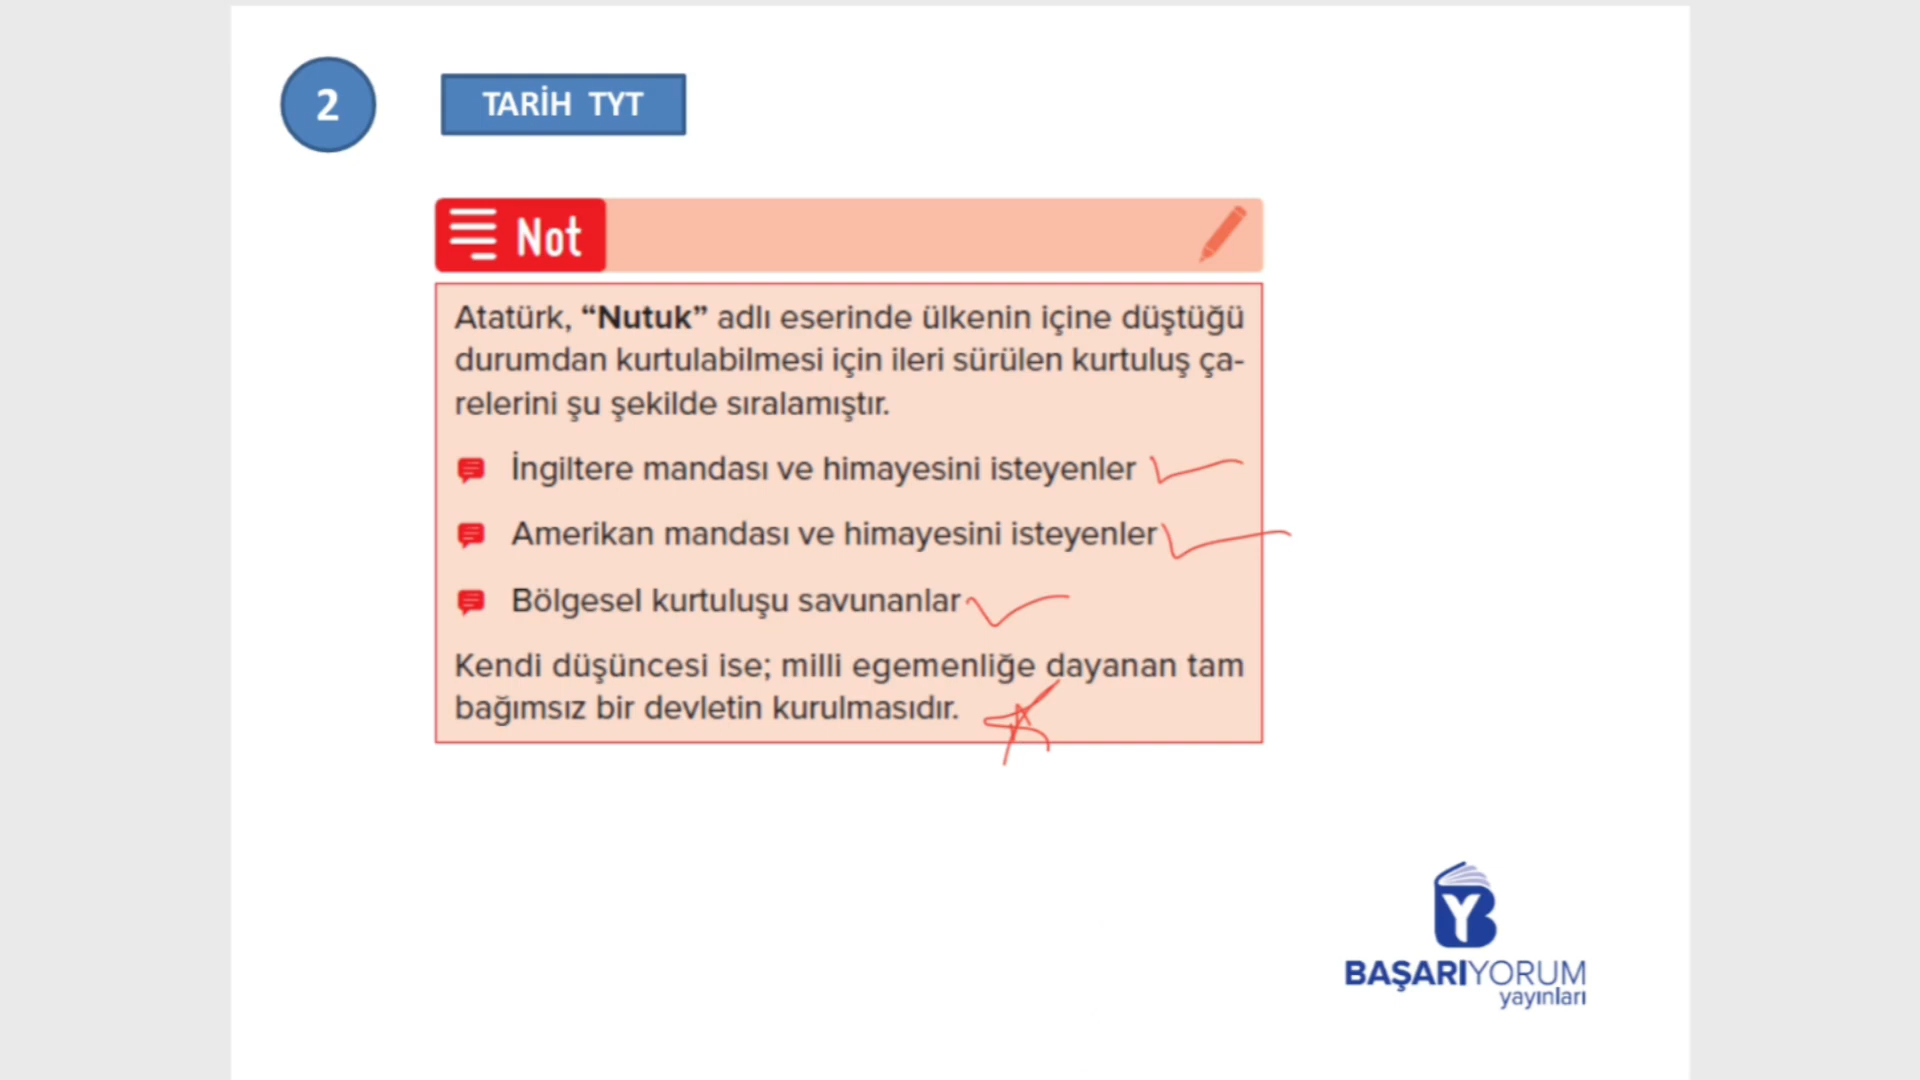 2
TARİH TYT
Not
Atatürk, “Nutuk” adlı eserinde ülkenin içine düştüğü
durumdan kurtulabilmesi için ileri sürülen kurtuluş ça-
relerini şu şekilde sıralamıştır.
İngiltere mandası ve himayesini isteyenler
Amerikan mandası ve himayesini isteyenler
Bölgesel kurtuluşu savunanlar
Kendi düşüncesi ise; milli egemenliğe dayanan tam
bağımsız bir devletin kurulmasıdır.
BAŞARIYORUM
yayınları